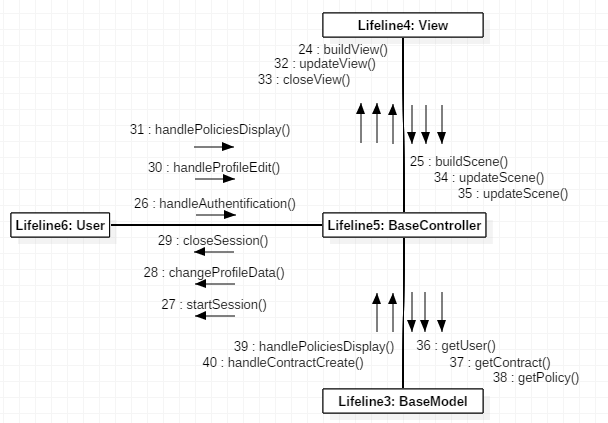 Lifeline4: View
24 : buildView()
32 : updateView()
33 : closeView()
31 : handlePoliciesDisplay()
30 : handleProfileEdit()
25 : buildScene()
34 : updateScene()
35 : updateScene()
26 : handleAuthentification()
Lifeline6: User
Lifeline5: BaseController
29 : closeSession()
28 : changeProfileData()
27 : startSession()
39 : handlePoliciesDisplay()
40 : handleContractCreate()
36 : getUser()
37 : getContract()
38 : getPolicy()
Lifeline3: BaseModel